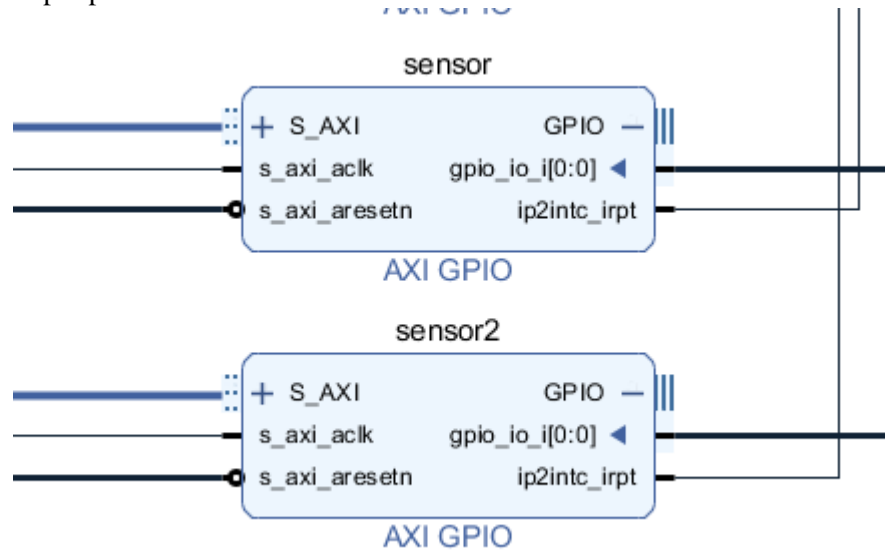 AXI GPIO
sensor
S_AXI GPIO
s_axi_aclk gpio_io_i[0:0]
s_axi_aresetn ip2intc_irpt
AXI GPIO
sensor2
S_AXI GPIO
s_axi_aclk gpio_io_i[0:0]
s_axi_aresetn ip2intc_irpt
AXI GPIO